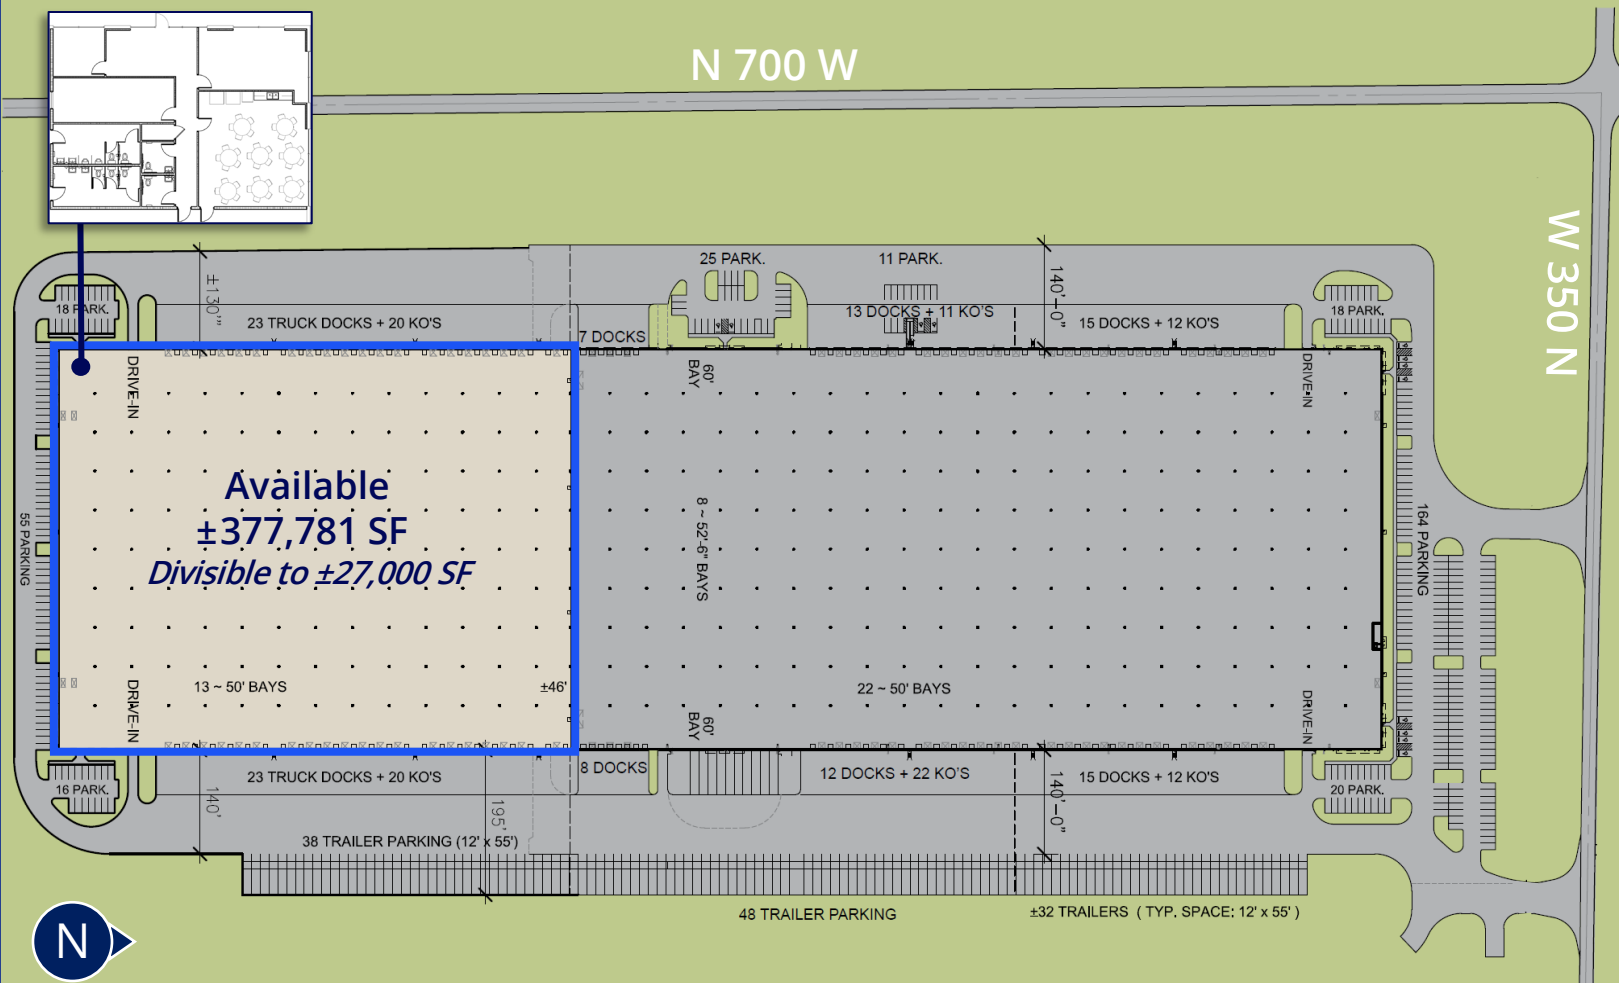 N 700 W
W 350 N
25 PARK.
11 PARK.
18 PARK.
±130'"
140'-0"
18 PARK.
23 TRUCK DOCKS + 20 KO'S
7 DOCKS
13 DOCKS + 11 KO'S
15 DOCKS + 12 KO'S
DRIVE-IN
60'
BAY
DRIVE-IN
Available
±377,781 SF
Divisible to ±27,000 SF
55 PARKING
8 ~ 52'-6" BAYS
164 PARKING
13 ~ 50' BAYS
±46'
22 ~ 50' BAYS
DRIVE-IN
60'
BAY
DRIVE-IN
16 PARK.
23 TRUCK DOCKS + 20 KO'S
8 DOCKS
12 DOCKS + 22 KO'S
15 DOCKS + 12 KO'S
20 PARK.
140'
195'
140'-0"
38 TRAILER PARKING (12' x 55')
48 TRAILER PARKING
±32 TRAILERS ( TYP. SPACE: 12' x 55' )
N